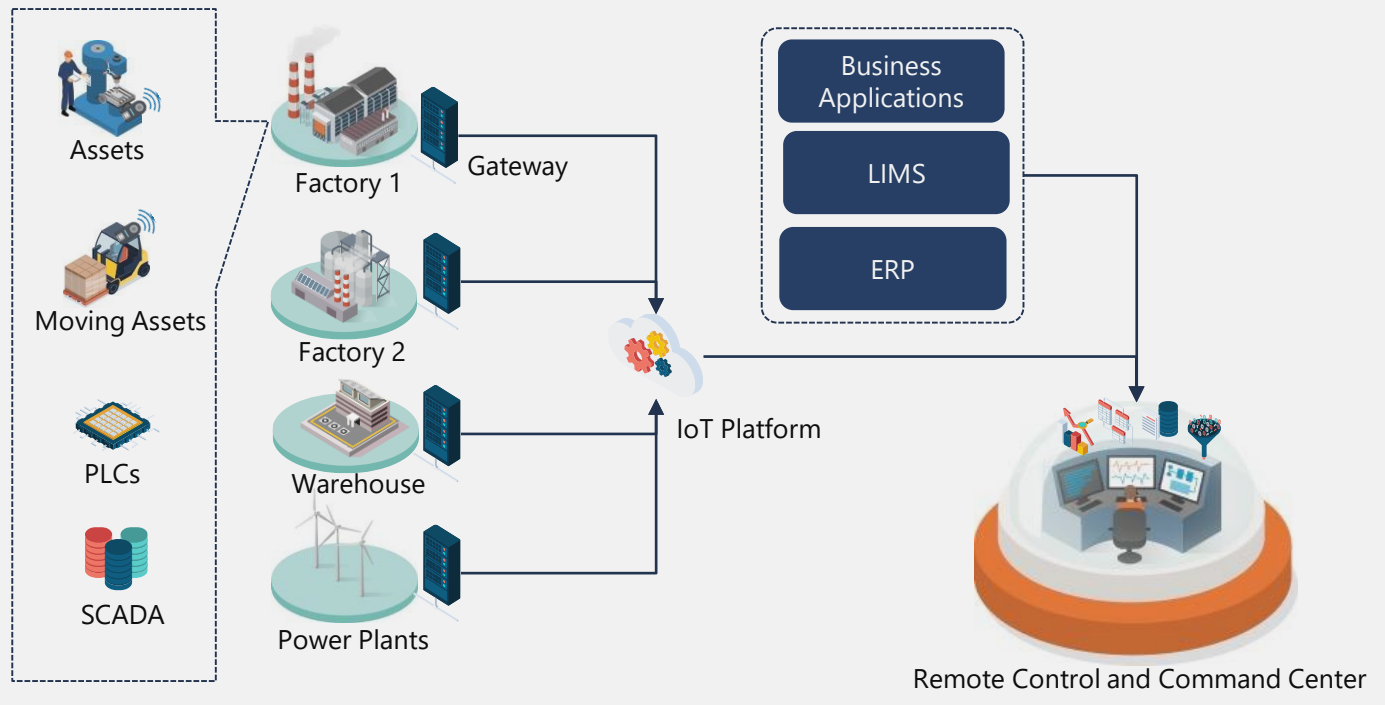 Assets
Moving Assets
PLCs
SCADA
Factory 1
Gateway
Factory 2
Warehouse
Power Plants
IoT Platform
Business
Applications
LIMS
ERP
Remote Control and Command Center